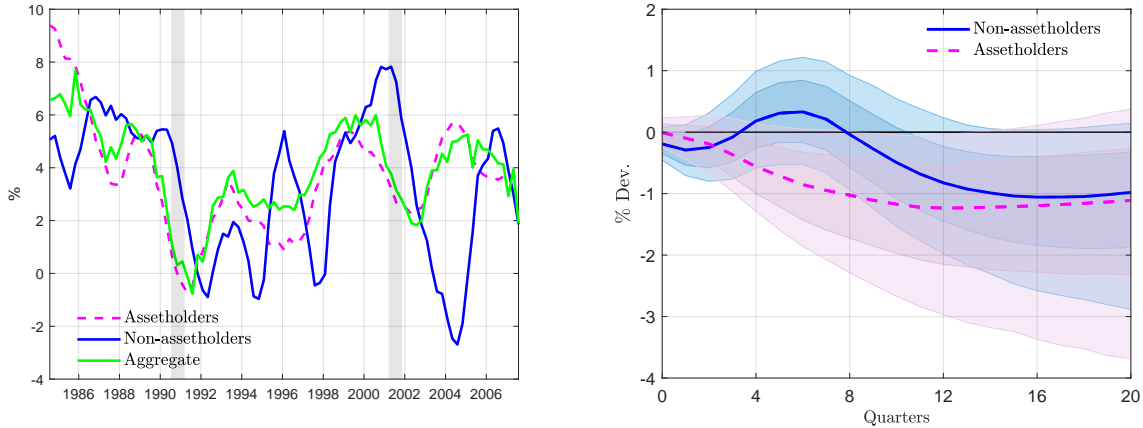 10
8
6
4
2
0
-2
-4
%
Assetholders
Non-assetholders
Aggregate
1986 1988 1990 1992 1994 1996 1998 2000 2002 2004 2006
2
1
0
-1
-2
-3
-4
% Dev.
Non-assetholders
Assetholders
0 4 8 12 16 20
Quarters